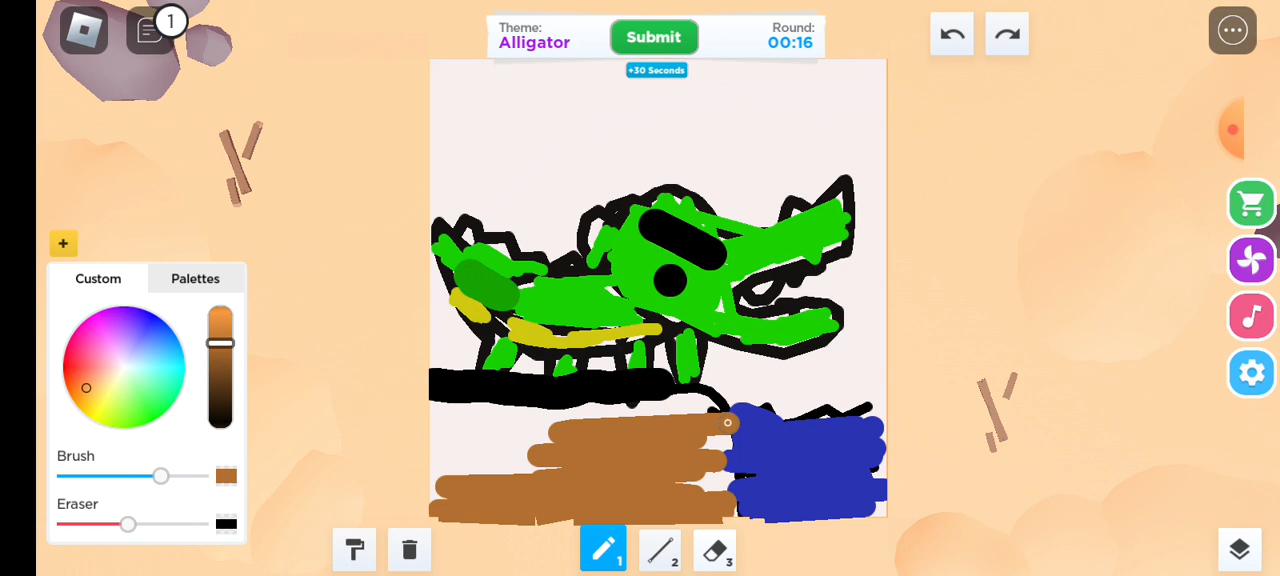 1
Theme:
Alligator
Submit
Round:
00:16
+30 Seconds
+
Custom
Palettes
Brush
Eraser
1
2
3